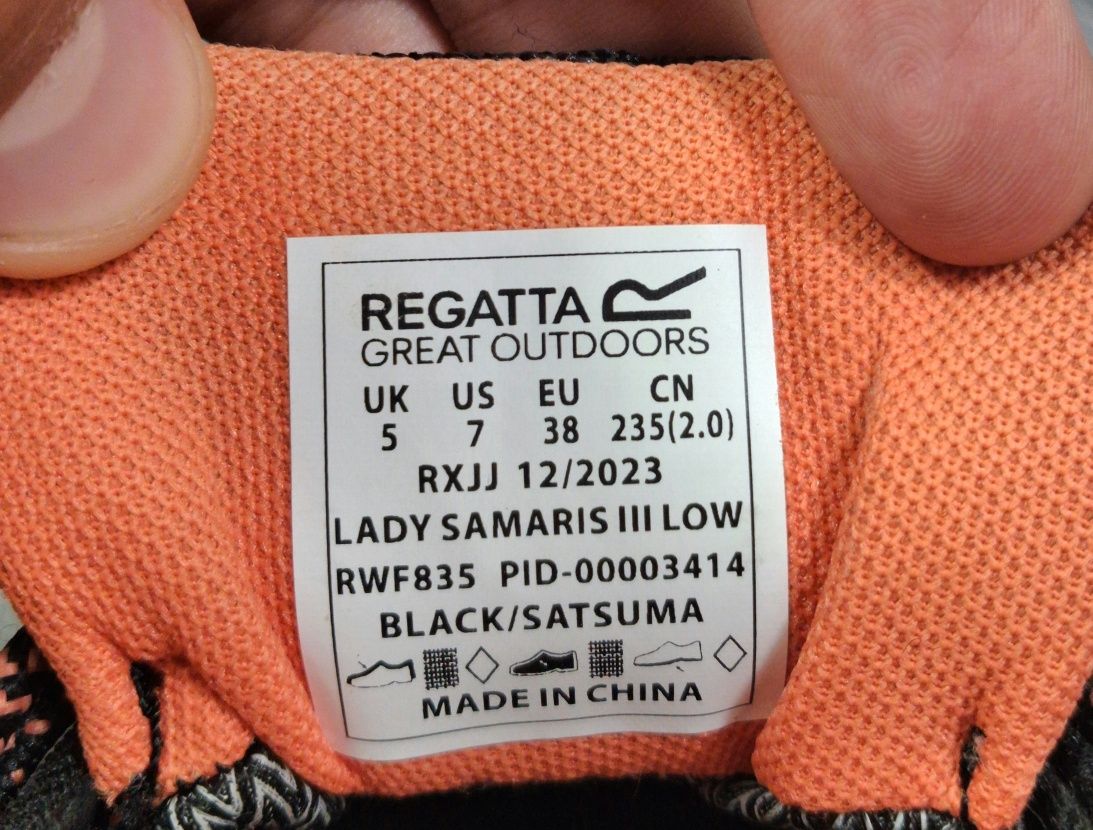 REGATTA
GREAT OUTDOORS
UK US EU CN
5 7 38 235(2.0)
RXJJ 12/2023
LADY SAMARIS III LOW
RWF835 PID-00003414
BLACK/SATSUMA
MADE IN CHINA